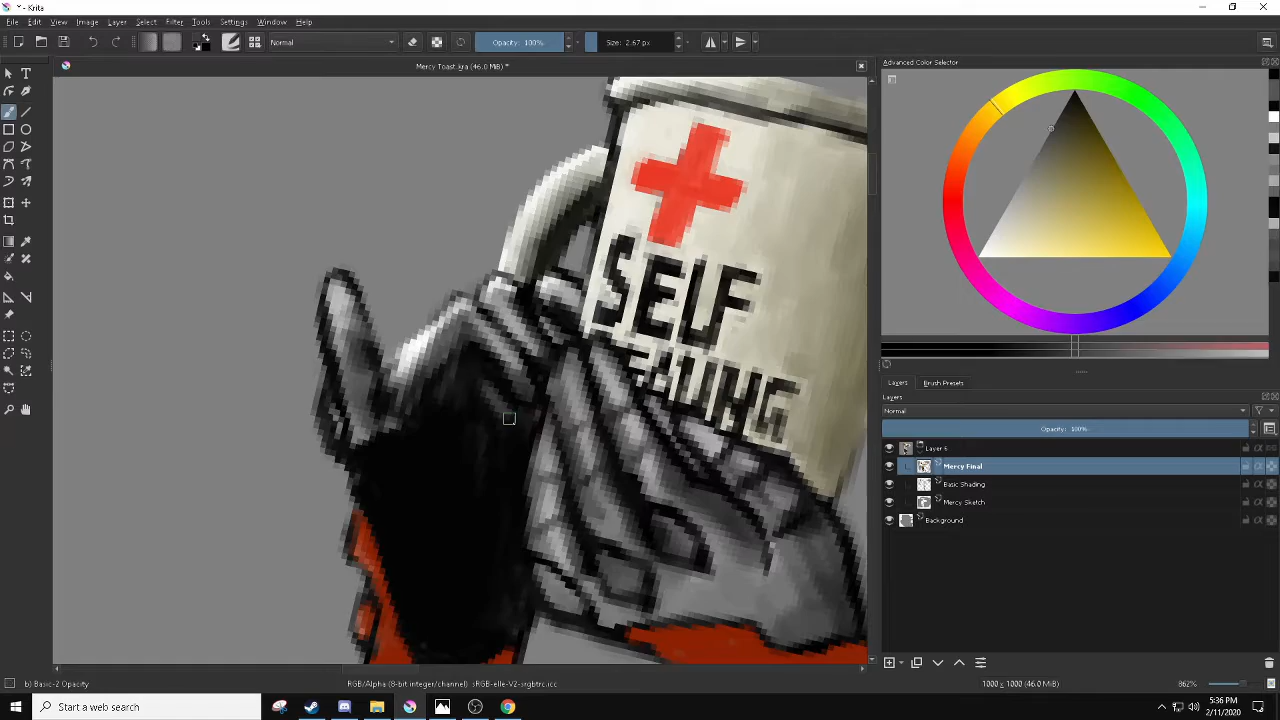 Krita
File Edit View Image Layer Select Filter Tools Settings Window Help
Normal Opacity: 100% Size: 2.67 px
Mercy Toast.kra (46.0 MiB) *
Advanced Color Selector
SELF
Layers Brush Presets
Layers
Normal
Opacity: 100%
Layer 6
Mercy Final
Basic Shading
Mercy Sketch
Background
b) Basic-2 Opacity RGB/Alpha (8-bit integer/channel) sRGB-elle-V2-srgbtrc.icc 1000 x 1000 (46.0 MiB) 862%
Start a web search 5:36 PM
2/11/2020